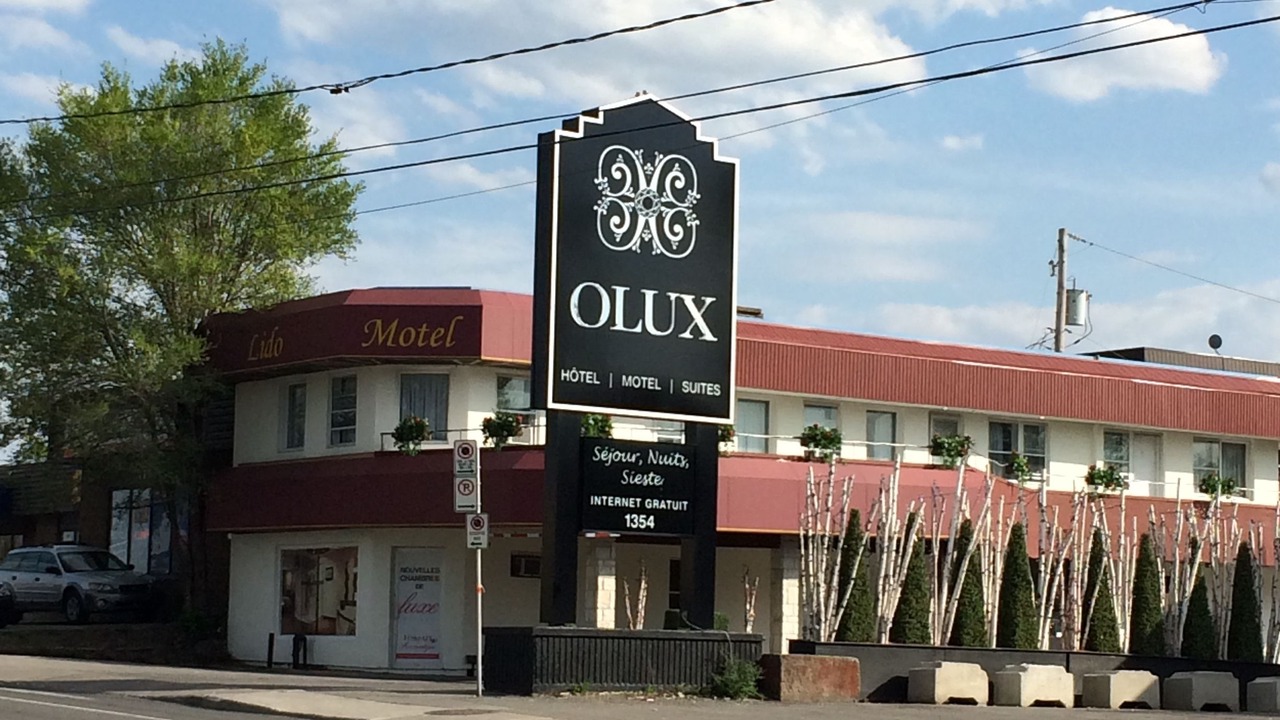 Lido Motel
OLUX
HÔTEL | MOTEL | SUITES
Séjour, Nuits,
Sieste
INTERNET GRATUIT
1354
NOUVELLES
CHAMBRES
DE
luxe